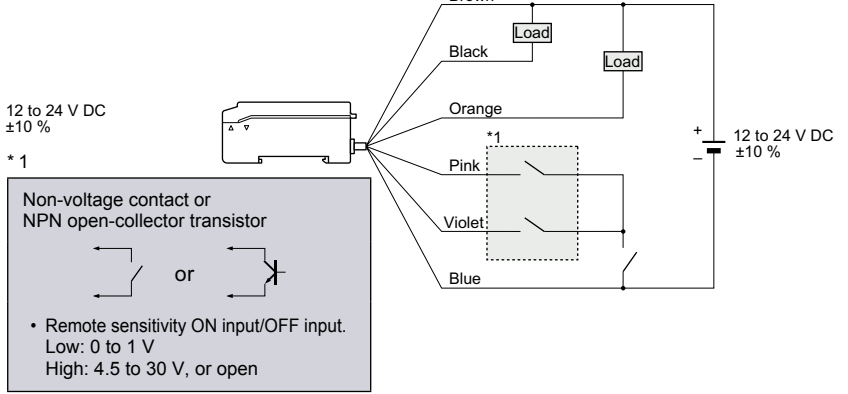 Brown
Load
Black
Load
12 to 24 V DC
±10 %
Orange
* 1
*1
+
12 to 24 V DC
±10 %
–
Pink
Non-voltage contact or
NPN open-collector transistor
Violet
or
Blue
• Remote sensitivity ON input/OFF input.
Low: 0 to 1 V
High: 4.5 to 30 V, or open